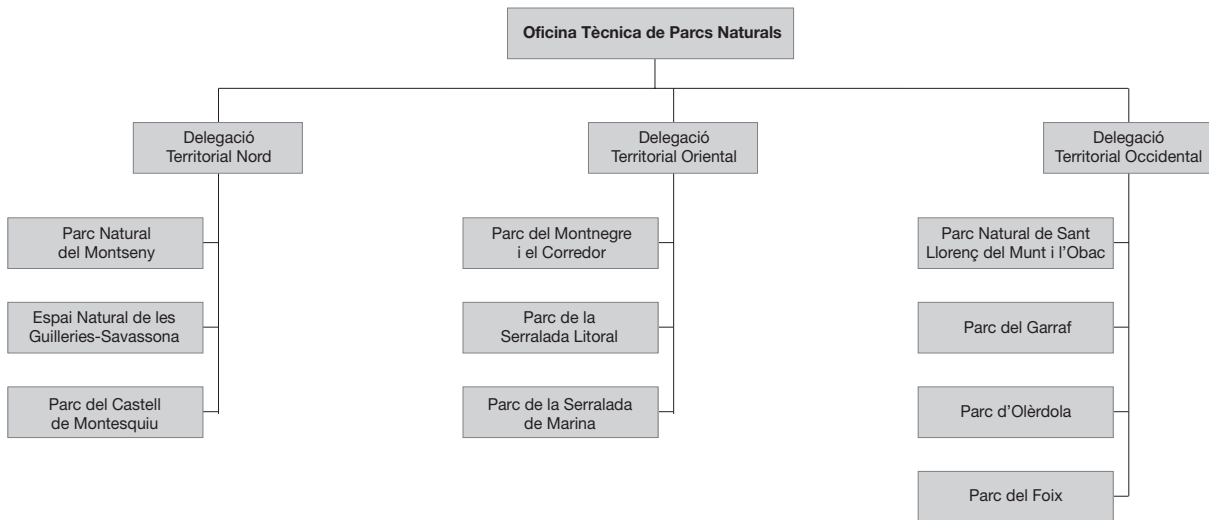 Oficina Tècnica de Parcs Naturals
Delegació
Territorial Nord
Delegació
Territorial Oriental
Delegació
Territorial Occidental
Parc Natural
del Montseny
Parc del Montnegre
i el Corredor
Parc Natural de Sant
Llorenç del Munt i l’Obac
Espai Natural de les
Guilleries-Savassona
Parc de la
Serralada Litoral
Parc del Garraf
Parc del Castell
de Montesquiu
Parc de la Serralada
de Marina
Parc d’Olèrdola
Parc del Foix